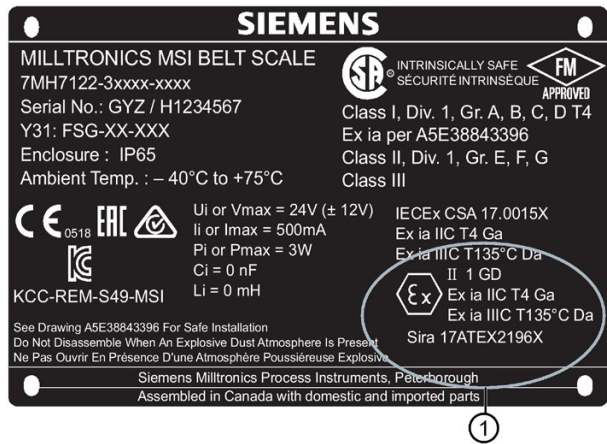 SIEMENS
MILLTRONICS MSI BELT SCALE
7MH7122-3xxxx-xxxx
Serial No.: GYZ / H1234567
Y31: FSG-XX-XXX
Enclosure : IP65
Ambient Temp. : – 40°C to +75°C
SA
INTRINSICALLY SAFE
SÉCURITÉ INTRINSÈQUE
FM
APPROVED
Class I, Div. 1, Gr. A, B, C, D T4
Ex ia per A5E38843396
Class II, Div. 1, Gr. E, F, G
Class III
CE 0518 EAC
KCC-REM-S49-MSI
Ui or Vmax = 24V (± 12V)
Ii or Imax = 500mA
Pi or Pmax = 3W
Ci = 0 nF
Li = 0 mH
IECEx CSA 17.0015X
Ex ia IIC T4 Ga
Ex ia IIIC T135°C Da
II 1 GD
Ex
Ex ia IIC T4 Ga
Ex ia IIIC T135°C Da
Sira 17ATEX2196X
See Drawing A5E38843396 For Safe Installation
Do Not Disassemble When An Explosive Dust Atmosphere Is Present
Ne Pas Ouvrir En Présence D'une Atmosphère Poussiéreuse Explosive
Siemens Milltronics Process Instruments, Peterborough
Assembled in Canada with domestic and imported parts
1